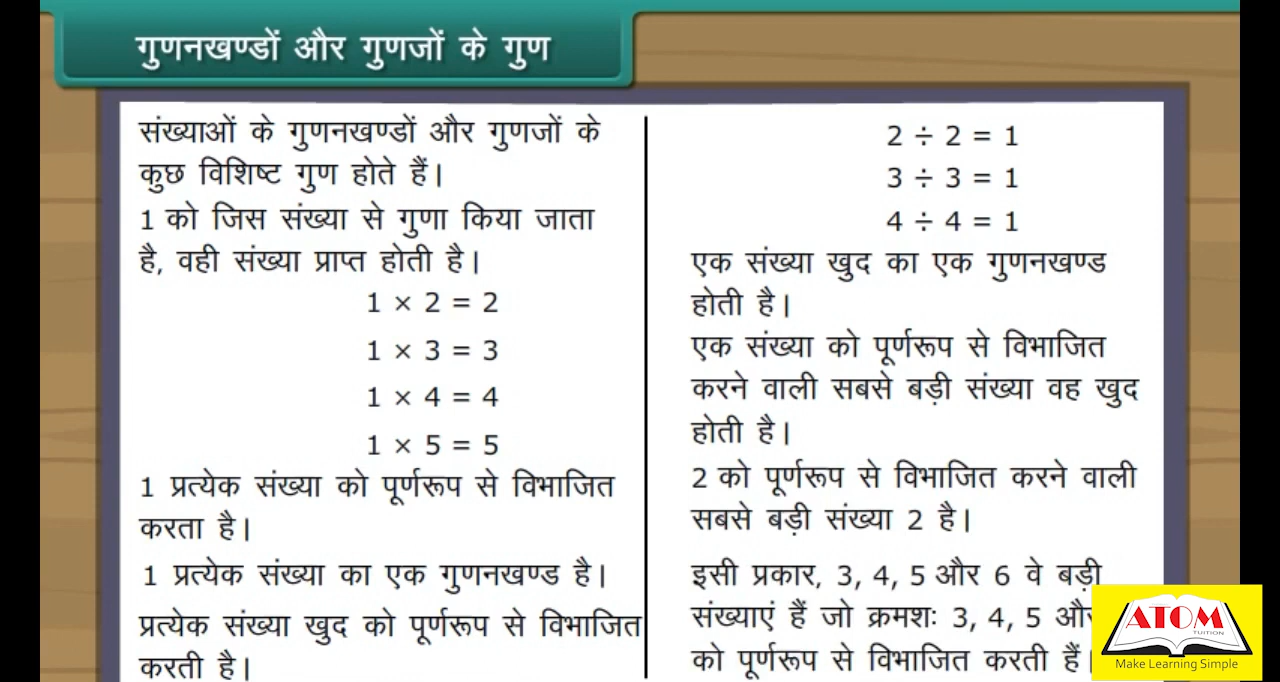 गुणनखण्डों और गुणजों के गुण
संख्याओं के गुणनखण्डों और गुणजों के
कुछ विशिष्ट गुण होते हैं।
1 को जिस संख्या से गुणा किया जाता
है, वही संख्या प्राप्त होती है।
1 × 2 = 2
1 × 3 = 3
1 × 4 = 4
1 × 5 = 5
1 प्रत्येक संख्या को पूर्णरूप से विभाजित
करता है।
1 प्रत्येक संख्या का एक गुणनखण्ड है।
प्रत्येक संख्या खुद को पूर्णरूप से विभाजित
करती है।
2 ÷ 2 = 1
3 ÷ 3 = 1
4 ÷ 4 = 1
एक संख्या खुद का एक गुणनखण्ड
होती है।
एक संख्या को पूर्णरूप से विभाजित
करने वाली सबसे बड़ी संख्या वह खुद
होती है।
2 को पूर्णरूप से विभाजित करने वाली
सबसे बड़ी संख्या 2 है।
इसी प्रकार, 3, 4, 5 और 6 वे बड़ी
संख्याएं हैं जो क्रमशः 3, 4, 5
को पूर्णरूप से विभाजित करती हैं।
ATOM
TUITION
Make Learning Simple